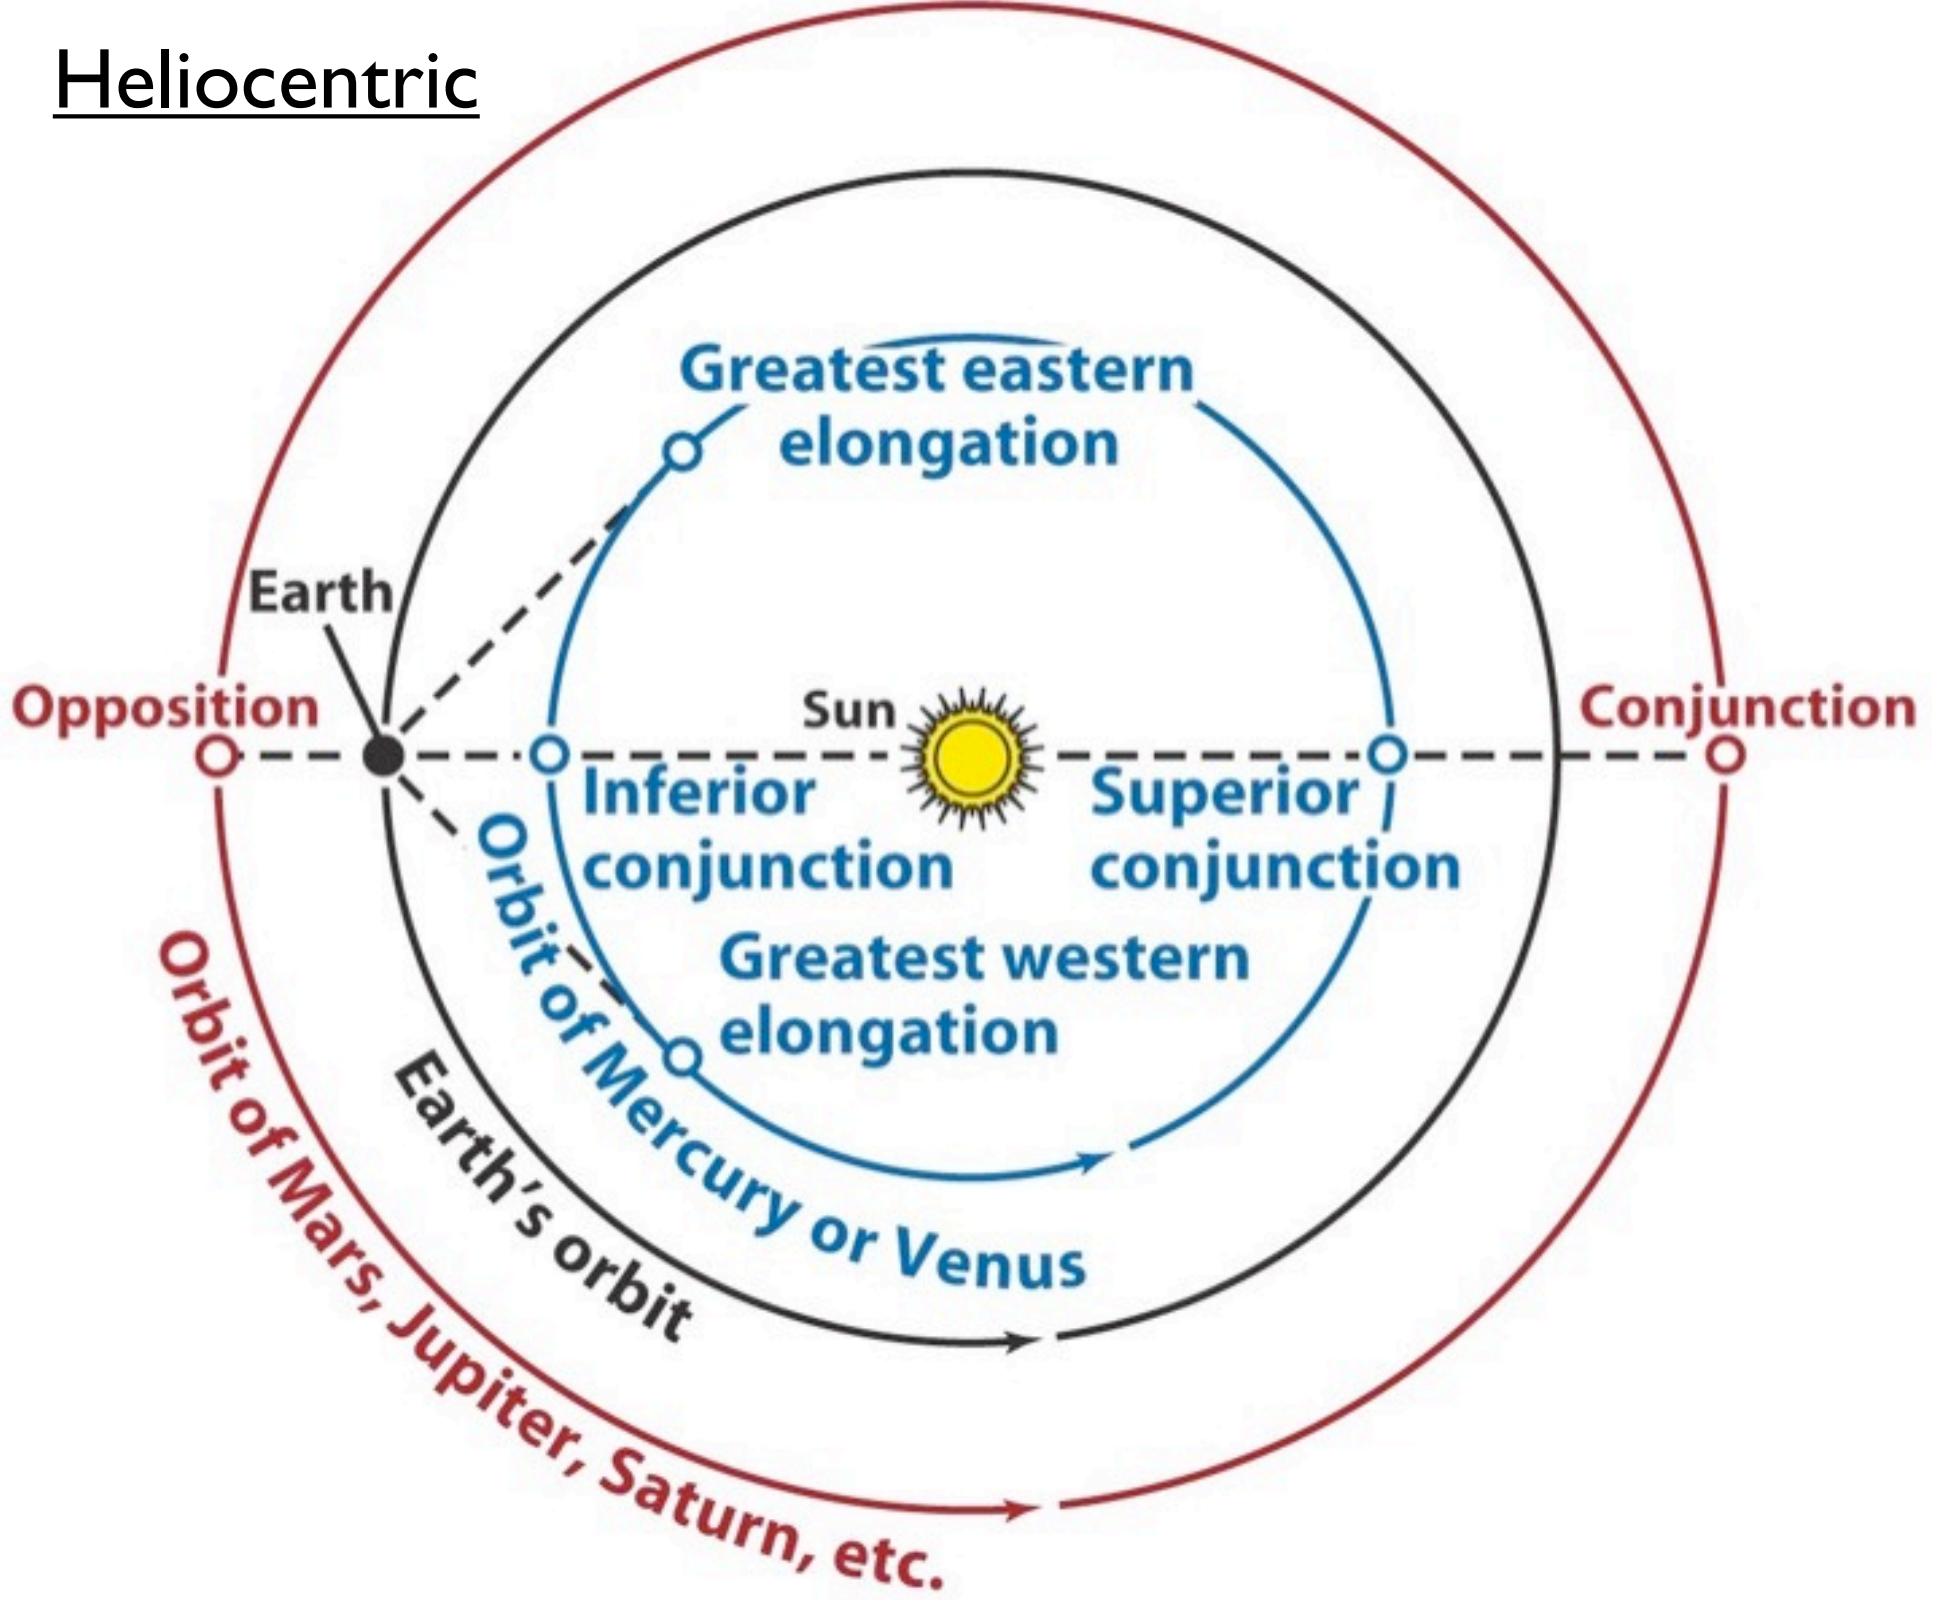 Heliocentric
Greatest eastern
elongation
Earth
Opposition
Sun
Conjunction
Inferior
conjunction
Superior
conjunction
Greatest western
elongation
Orbit of Mercury or Venus
Earth's orbit
Orbit of Mars, Jupiter, Saturn, etc.